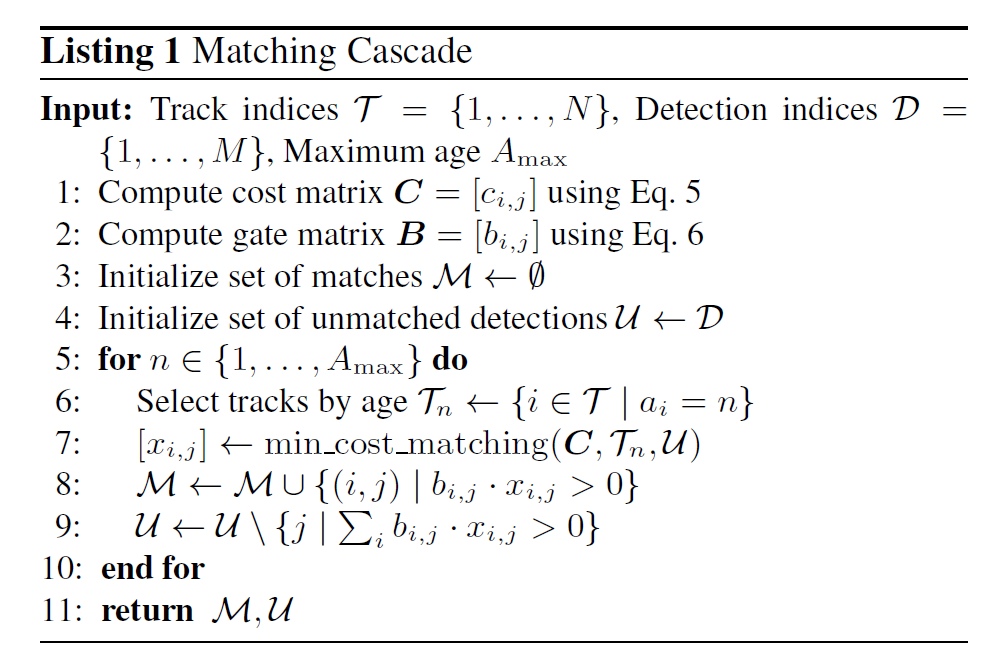 Listing 1 Matching Cascade
Input: Track indices 𝒯 = {1, . . . , N}, Detection indices 𝒟 =
{1, . . . , M}, Maximum age A_max
1: Compute cost matrix C = [c_{i,j}] using Eq. 5
2: Compute gate matrix B = [b_{i,j}] using Eq. 6
3: Initialize set of matches ℳ ← ∅
4: Initialize set of unmatched detections 𝒰 ← 𝒟
5: for n ∈ {1, . . . , A_max} do
6: Select tracks by age 𝒯_n ← {i ∈ 𝒯 | a_i = n}
7: [x_{i,j}] ← min_cost_matching(C, 𝒯_n, 𝒰)
8: ℳ ← ℳ ∪ {(i, j) | b_{i,j} · x_{i,j} > 0}
9: 𝒰 ← 𝒰 \ {j | ∑_i b_{i,j} · x_{i,j} > 0}
10: end for
11: return ℳ, 𝒰